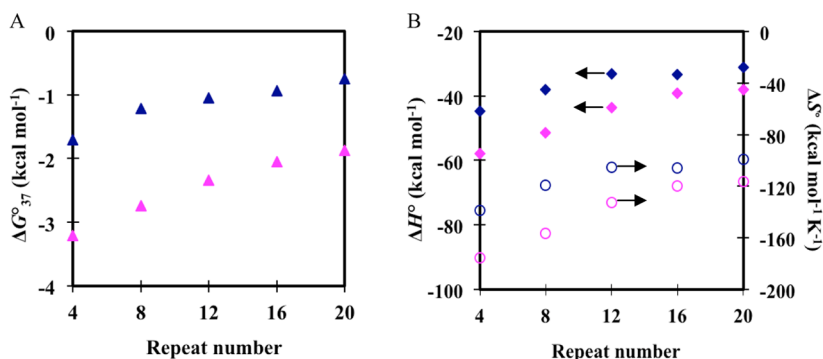 A
0
-1
-2
-3
-4
4 8 12 16 20
Repeat number
ΔG°37 (kcal mol-1)
B
-20
-40
-60
-80
-100
4 8 12 16 20
Repeat number
ΔH° (kcal mol-1)
0
-40
-80
-120
-160
-200
ΔS° (kcal mol-1 K-1)